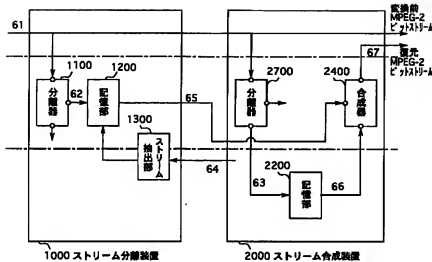 変換前
MPEG-2
ビットストリーム
61
67
復元
MPEG-2
ビットストリーム
1100
1200
2700
2400
分離器
62
記憶部
65
分離器
合成器
1300
ストリーム
抽出部
64
63
2200
記憶部
66
1000 ストリーム分離装置
2000 ストリーム合成装置